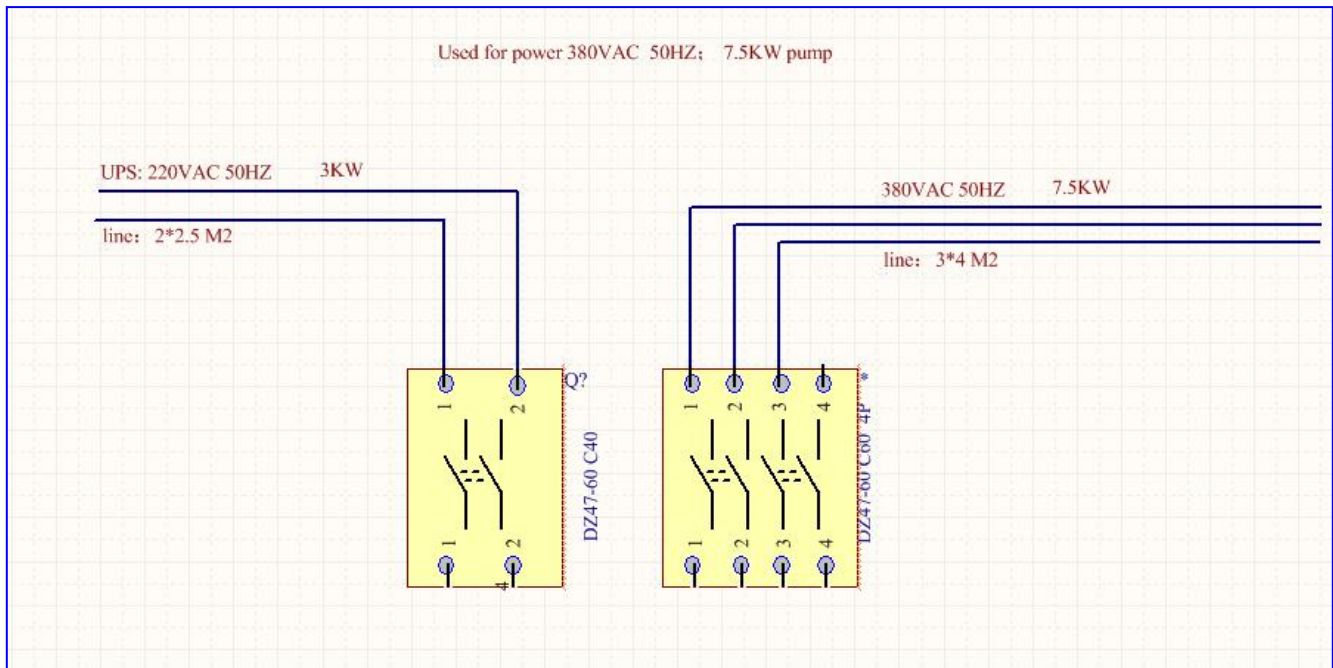 Used for power 380VAC 50HZ； 7.5KW pump
UPS: 220VAC 50HZ 3KW
line： 2*2.5 M2
380VAC 50HZ 7.5KW
line： 3*4 M2
Q?
1 2
DZ47-60 C40
1 2
4
*
1 2 3 4
DZ47-60 C60 4P
1 2 3 4